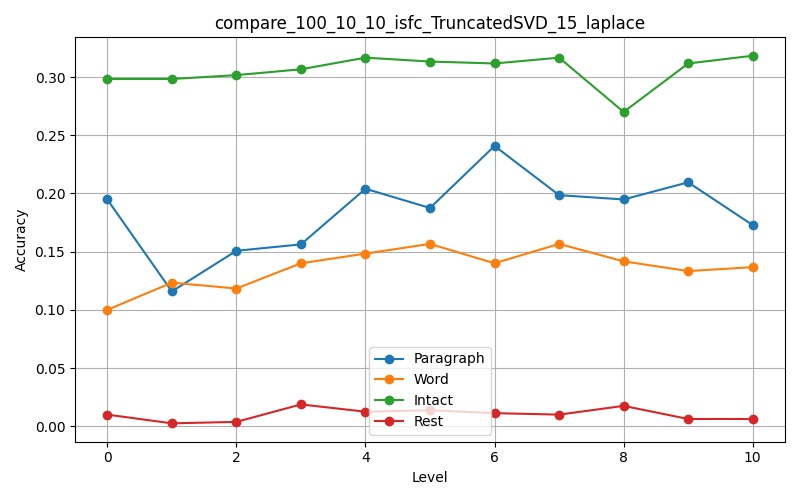 compare_100_10_10_isfc_TruncatedSVD_15_laplace
Accuracy
0.30
0.25
0.20
0.15
0.10
0.05
0.00
Paragraph
Word
Intact
Rest
0 2 4 6 8 10
Level